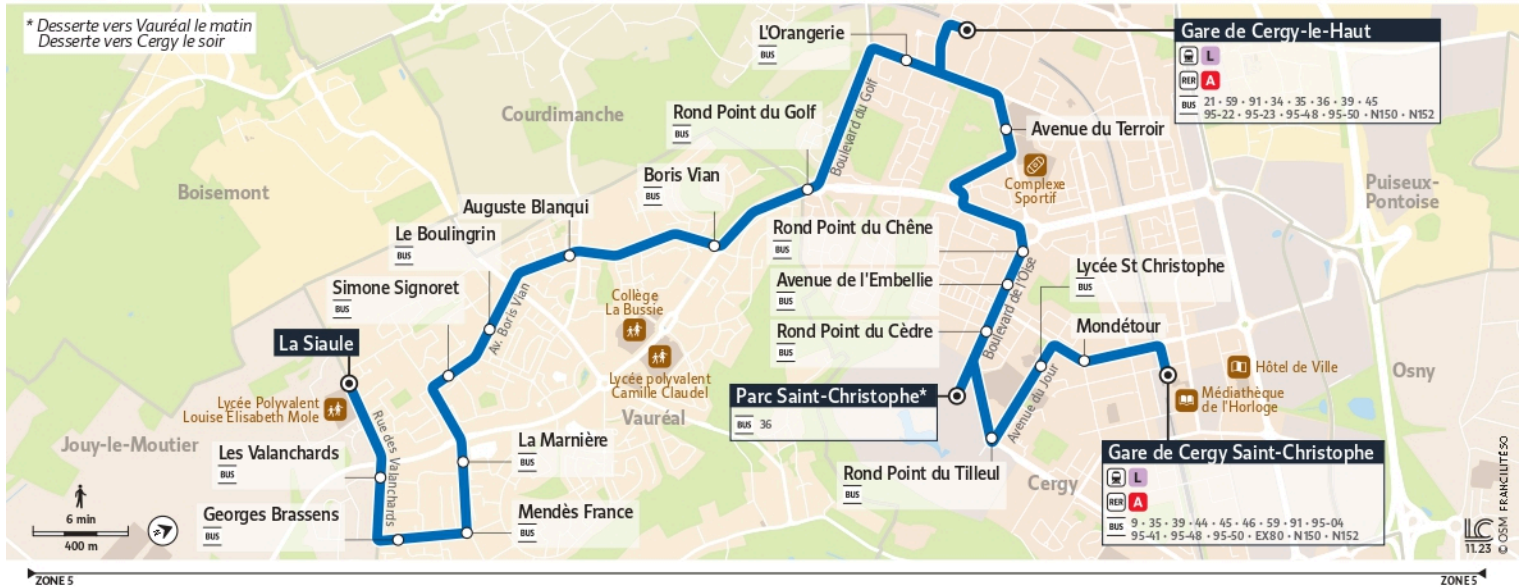 * Desserte vers Vauréal le matin
Desserte vers Cergy le soir
L'Orangerie
BUS
Gare de Cergy-le-Haut
L
RER A
BUS 21 • 59 • 91 • 34 • 35 • 36 • 39 • 45
95-22 • 95-23 • 95-48 • 95-50 • N150 • N152
Courdimanche
Rond Point du Golf
BUS
Boulevard du Golf
Avenue du Terroir
Complexe
Sportif
Boisemont
Boris Vian
BUS
Puiseux-
Pontoise
Auguste Blanqui
Le Boulingrin
BUS
Rond Point du Chêne
BUS
Simone Signoret
BUS
Av. Boris Vian
Collège
La Bussie
Avenue de l'Embellie
BUS
Boulevard de l'Oise
Lycée St Christophe
BUS
Rond Point du Cèdre
BUS
Mondétour
La Siaule
Lycée polyvalent
Camille Claudel
Hôtel de Ville
Osny
Lycée Polyvalent
Louise Elisabeth Mole
Vauréal
Parc Saint-Christophe*
BUS 36
Avenue du Jour
Médiathèque
de l'Horloge
Jouy-le-Moutier
Rue des Valanchards
Les Valanchards
BUS
La Marnière
BUS
Rond Point du Tilleul
BUS
Cergy
Gare de Cergy Saint-Christophe
L
RER A
BUS 9 • 35 • 39 • 44 • 45 • 46 • 59 • 91 • 95-04
95-41 • 95-48 • 95-50 • EX80 • N150 • N152
Georges Brassens
BUS
Mendès France
BUS
6 min
400 m
LC
11.23
© OSM FRANCILITÉ SO
ZONE 5
ZONE 5